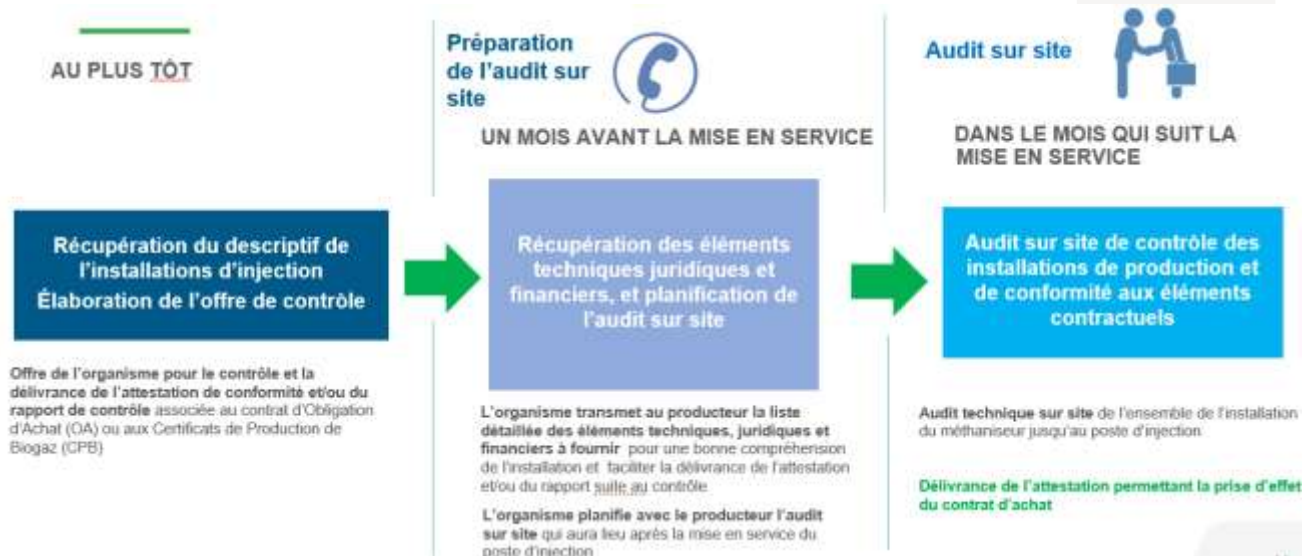 AU PLUS TÔT
Récupération du descriptif de
l'installations d'injection
Élaboration de l'offre de contrôle
Offre de l'organisme pour le contrôle et la
délivrance de l'attestation de conformité et/ou du
rapport de contrôle associée au contrat d'Obligation
d'Achat (OA) ou aux Certificats de Production de
Biogaz (CPB)
Préparation
de l'audit sur
site
UN MOIS AVANT LA MISE EN SERVICE
Récupération des éléments
techniques juridiques et
financiers, et planification de
l'audit sur site
L'organisme transmet au producteur la liste
détaillée des éléments techniques, juridiques et
financiers à fournir pour une bonne compréhension
de l'installation et faciliter la délivrance de l'attestation
et/ou du rapport suite au contrôle
L'organisme planifie avec le producteur l'audit
sur site qui aura lieu après la mise en service du
poste d'injection
Audit sur site
DANS LE MOIS QUI SUIT LA
MISE EN SERVICE
Audit sur site de contrôle des
installations de production et
de conformité aux éléments
contractuels
Audit technique sur site de l'ensemble de l'installation
du méthaniseur jusqu'au poste d'injection
Délivrance de l'attestation permettant la prise d'effet
du contrat d'achat